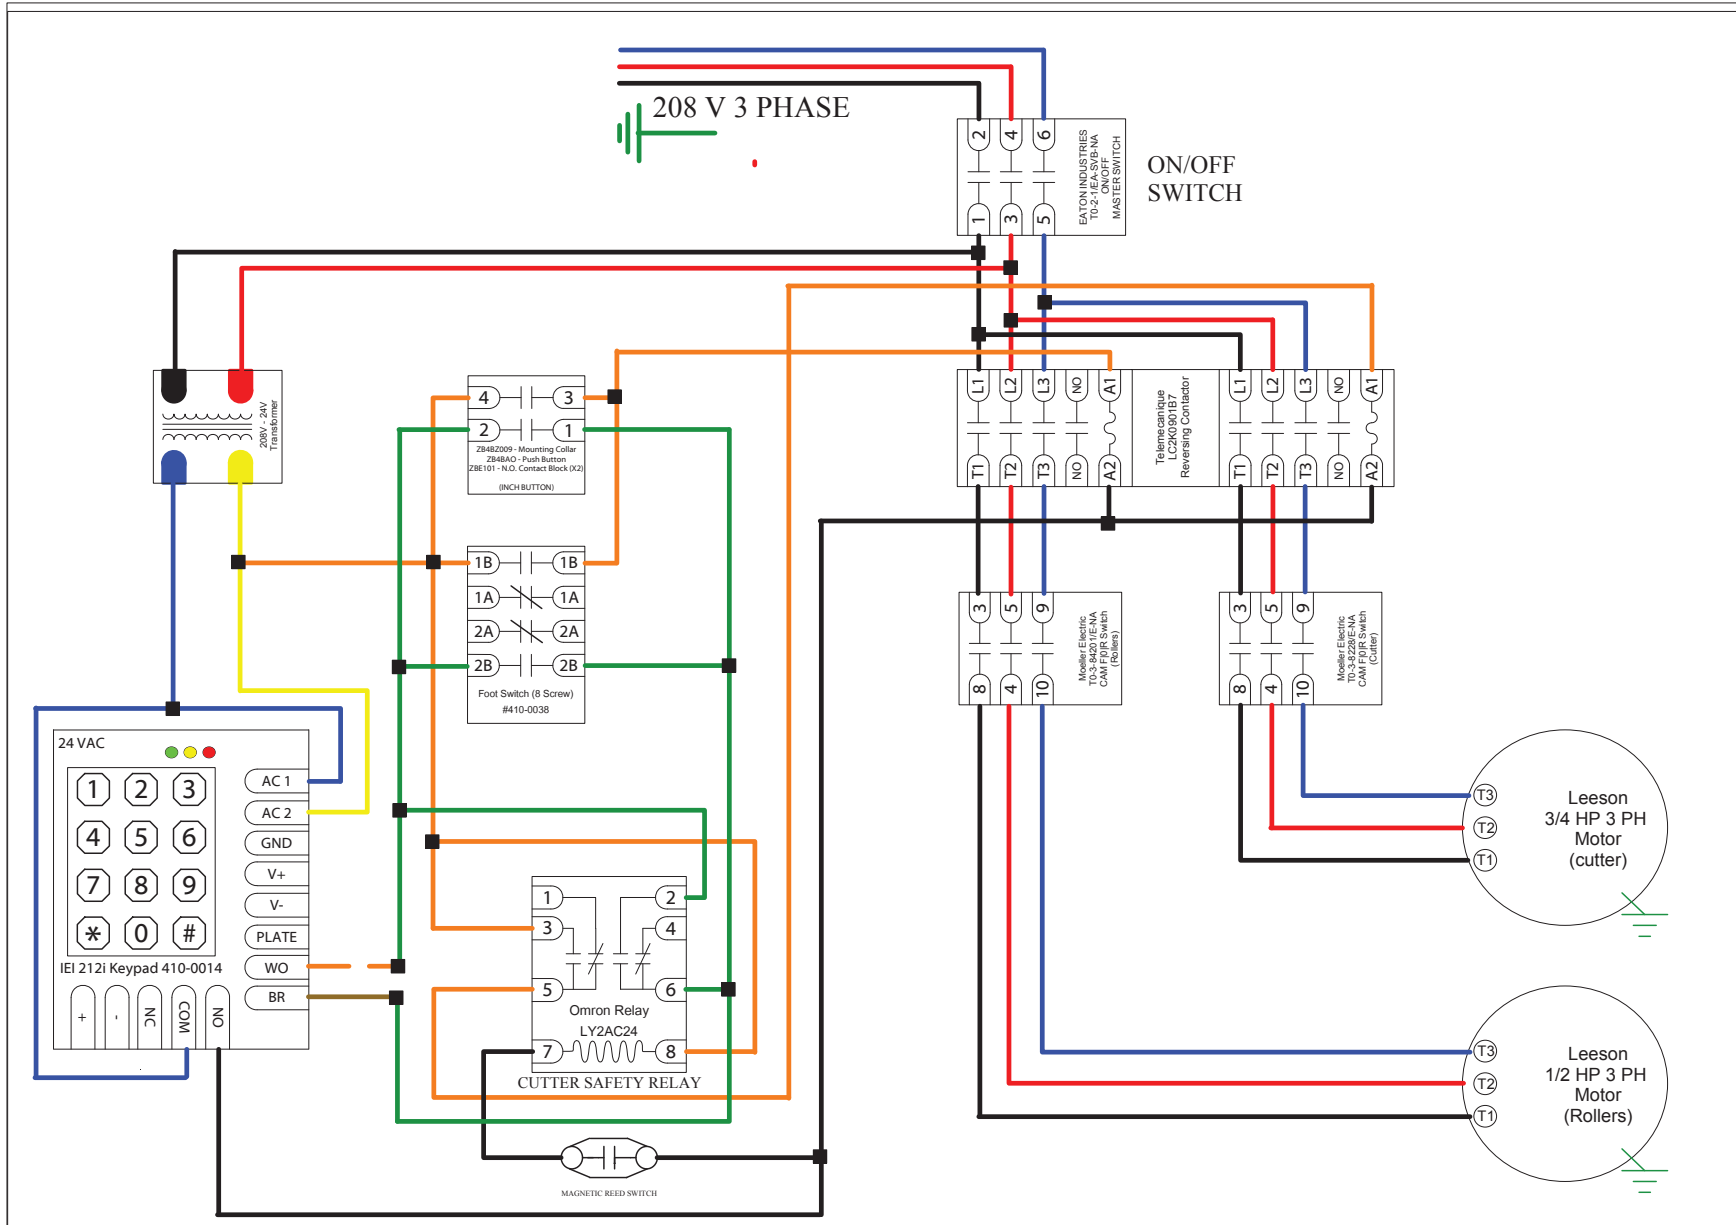 208 V 3 PHASE
2
4
6
1
3
5
EATON INDUSTRIES
T0-2-1/EA-SVB-NA
ON/OFF
MASTER SWITCH
ON/OFF
SWITCH
208V - 24V
Transformer
4
3
2
1
ZB4BZ009 - Mounting Collar
ZB4BAO - Push Button
ZBE101 - N.O. Contact Block (X2)
(INCH BUTTON)
L1
L2
L3
NO
A1
T1
T2
T3
NO
A2
Telemecanique
LC2K0901B7
Reversing Contactor
L1
L2
L3
NO
A1
T1
T2
T3
NO
A2
1B
1B
1A
1A
2A
2A
2B
2B
Foot Switch (8 Screw)
#410-0038
3
5
9
8
4
10
Moeller Electric
T0-3-84201/E-NA
CAM F|0|R Switch
(Rollers)
3
5
9
8
4
10
Moeller Electric
T0-3-8228/E-NA
CAM F|0|R Switch
(Cutter)
24 VAC
1
2
3
4
5
6
7
8
9
*
0
#
AC 1
AC 2
GND
V+
V-
PLATE
WO
BR
IEI 212i Keypad 410-0014
+
-
NC
COM
NO
1
2
3
4
5
6
Omron Relay
LY2AC24
7
8
CUTTER SAFETY RELAY
MAGNETIC REED SWITCH
T3
T2
T1
Leeson
3/4 HP 3 PH
Motor
(cutter)
T3
T2
T1
Leeson
1/2 HP 3 PH
Motor
(Rollers)